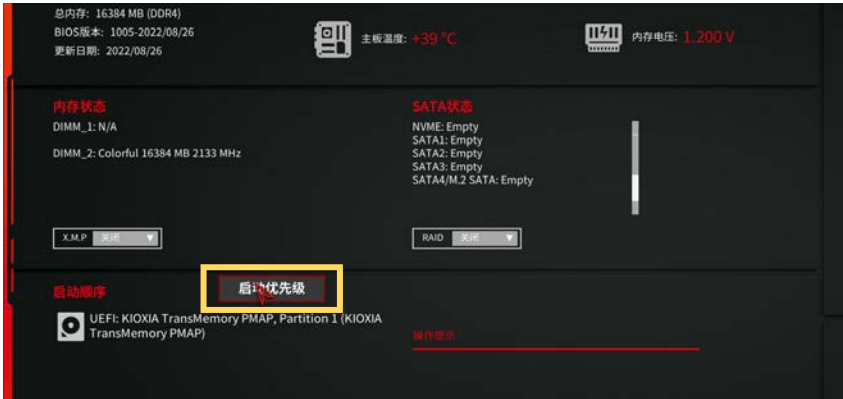 总内存: 16384 MB (DDR4)
BIOS版本: 1005-2022/08/26
更新日期: 2022/08/26
主板温度: +39 °C
内存电压: 1.200 V
内存状态
DIMM_1: N/A
DIMM_2: Colorful 16384 MB 2133 MHz
X.M.P 关闭
SATA状态
NVME: Empty
SATA1: Empty
SATA2: Empty
SATA3: Empty
SATA4/M.2 SATA: Empty
RAID 关闭
启动顺序
启动优先级
UEFI: KIOXIA TransMemory PMAP, Partition 1 (KIOXIA
TransMemory PMAP)
操作提示